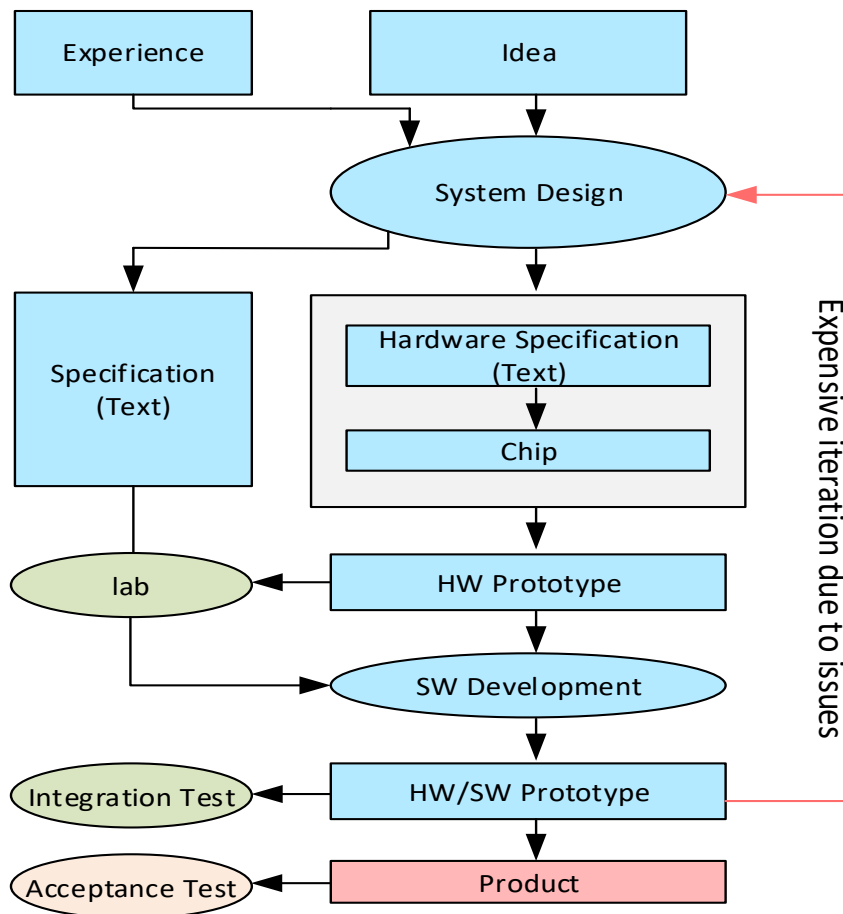 Experience
Idea
System Design
Specification
(Text)
Hardware Specification
(Text)
Chip
lab
HW Prototype
SW Development
Integration Test
HW/SW Prototype
Acceptance Test
Product
Expensive iteration due to issues